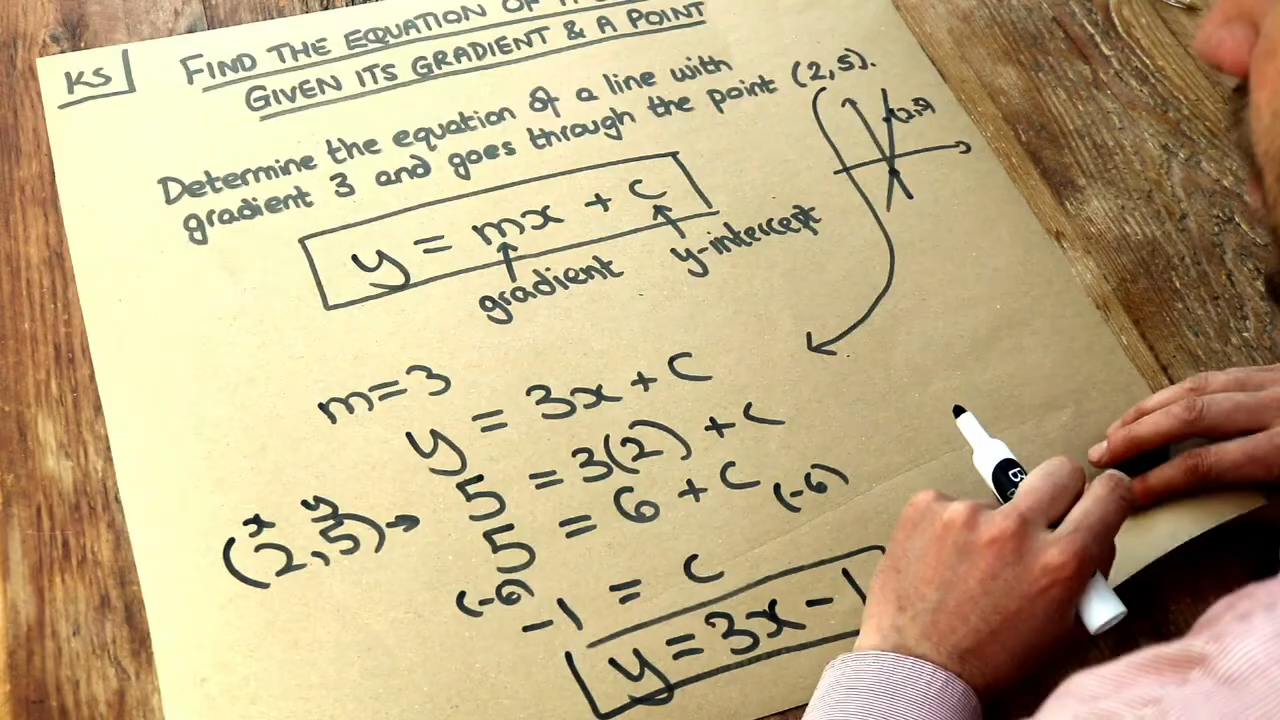 KS
FIND THE EQUATION OF
GIVEN ITS GRADIENT & A POINT
Determine the equation of a line with
gradient 3 and goes through the point (2,5).
(2,5)
y = mx + c
gradient
y-intercept
m=3
y = 3x + c
5 = 3(2) + c
x y
(2,5)→ 5 = 6 + c
(-6) (-6)
-1 = c
y = 3x - 1
B